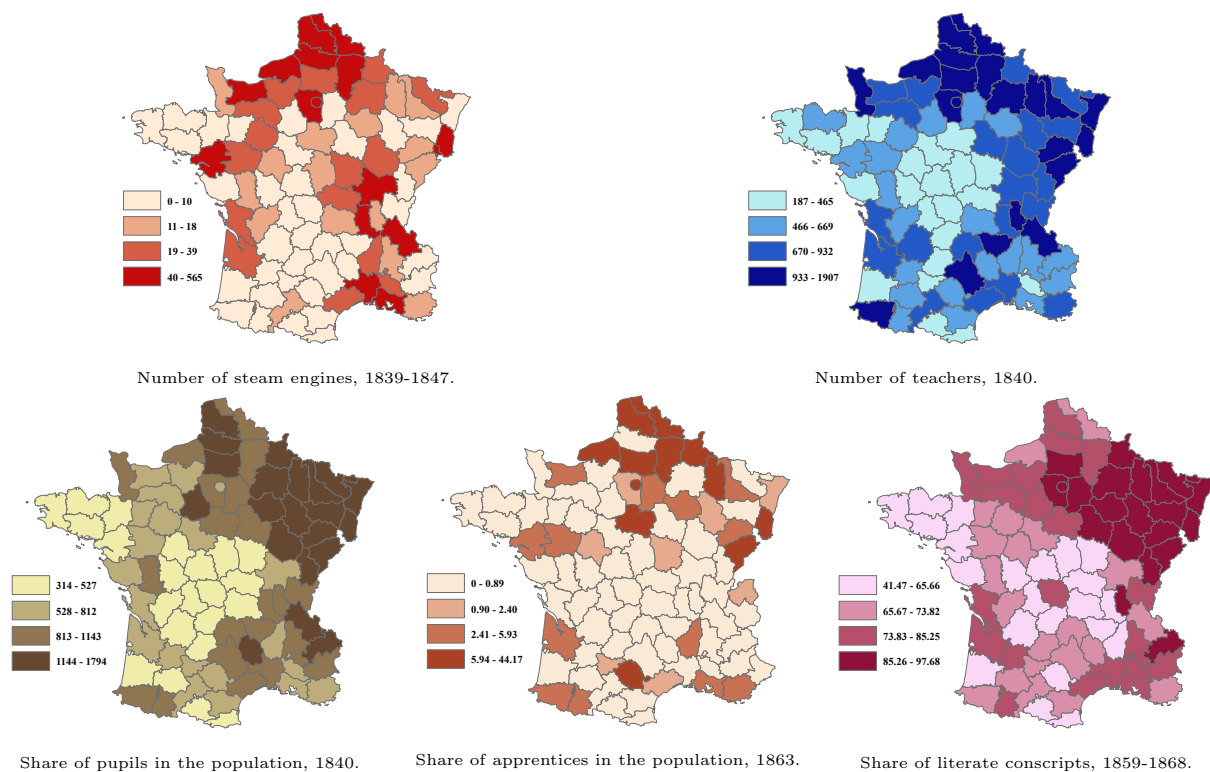 0 - 10
11 - 18
19 - 39
40 - 565
187 - 465
466 - 669
670 - 932
933 - 1907
Number of steam engines, 1839-1847.
Number of teachers, 1840.
314 - 527
528 - 812
813 - 1143
1144 - 1794
0 - 0.89
0.90 - 2.40
2.41 - 5.93
5.94 - 44.17
41.47 - 65.66
65.67 - 73.82
73.83 - 85.25
85.26 - 97.68
Share of pupils in the population, 1840.
Share of apprentices in the population, 1863.
Share of literate conscripts, 1859-1868.